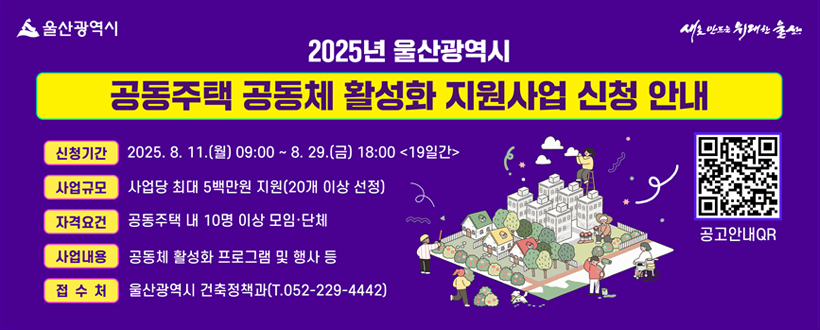 울산광역시
새로 만드는 위대한 울산
2025년 울산광역시
공동주택 공동체 활성화 지원사업 신청 안내
신청기간 2025. 8. 11.(월) 09:00 ~ 8. 29.(금) 18:00 <19일간>
사업규모 사업당 최대 5백만원 지원(20개 이상 선정)
자격요건 공동주택 내 10명 이상 모임·단체
사업내용 공동체 활성화 프로그램 및 행사 등
접 수 처 울산광역시 건축정책과(T.052-229-4442)
공고안내QR